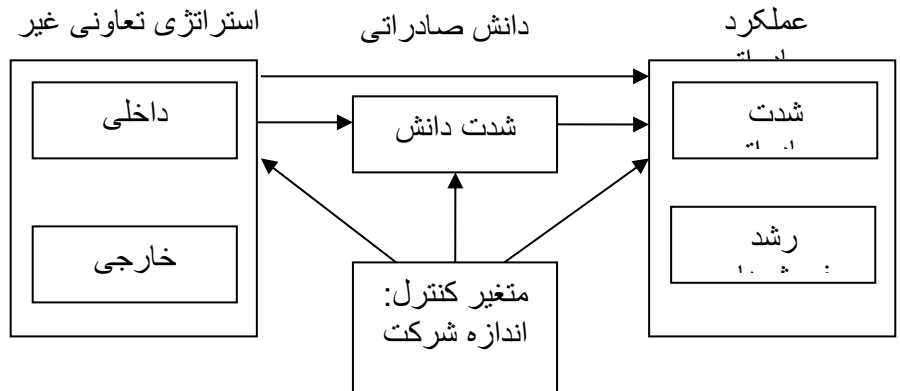 استراتژی تعاونی غیر
دانش صادراتی
عملکرد
داخلی
شدت دانش
شدت
خارجی
رشد
متغیر کنترل:
اندازه شرکت